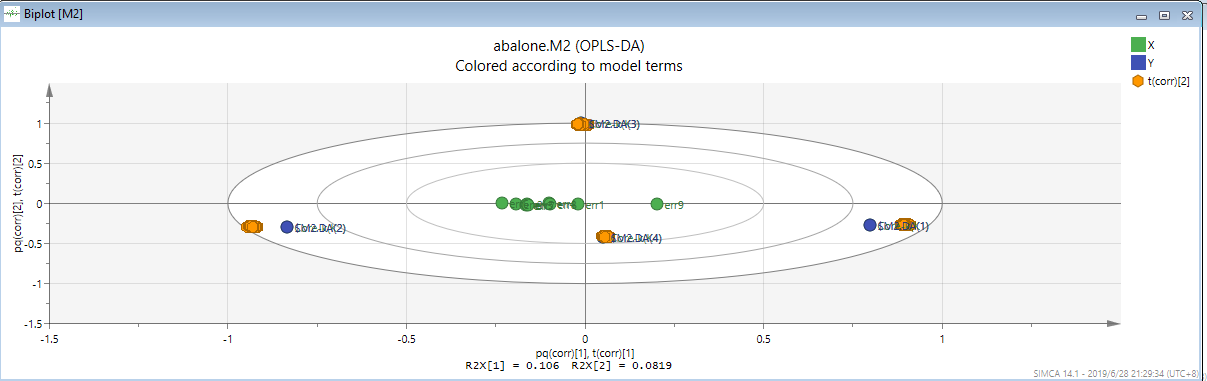 Biplot [M2]
abalone.M2 (OPLS-DA)
Colored according to model terms
X
Y
t(corr)[2]
pq(corr)[2], t(corr)[2]
1
0.5
0
-0.5
-1
-1.5
$M2.DA(3)
err1
err9
$M2.DA(2)
$M2.DA(4)
$M2.DA(1)
-1.5
-1
-0.5
0
0.5
1
pq(corr)[1], t(corr)[1]
R2X[1] = 0.106 R2X[2] = 0.0819
SIMCA 14.1 - 2019/6/28 21:29:34 (UTC+8)